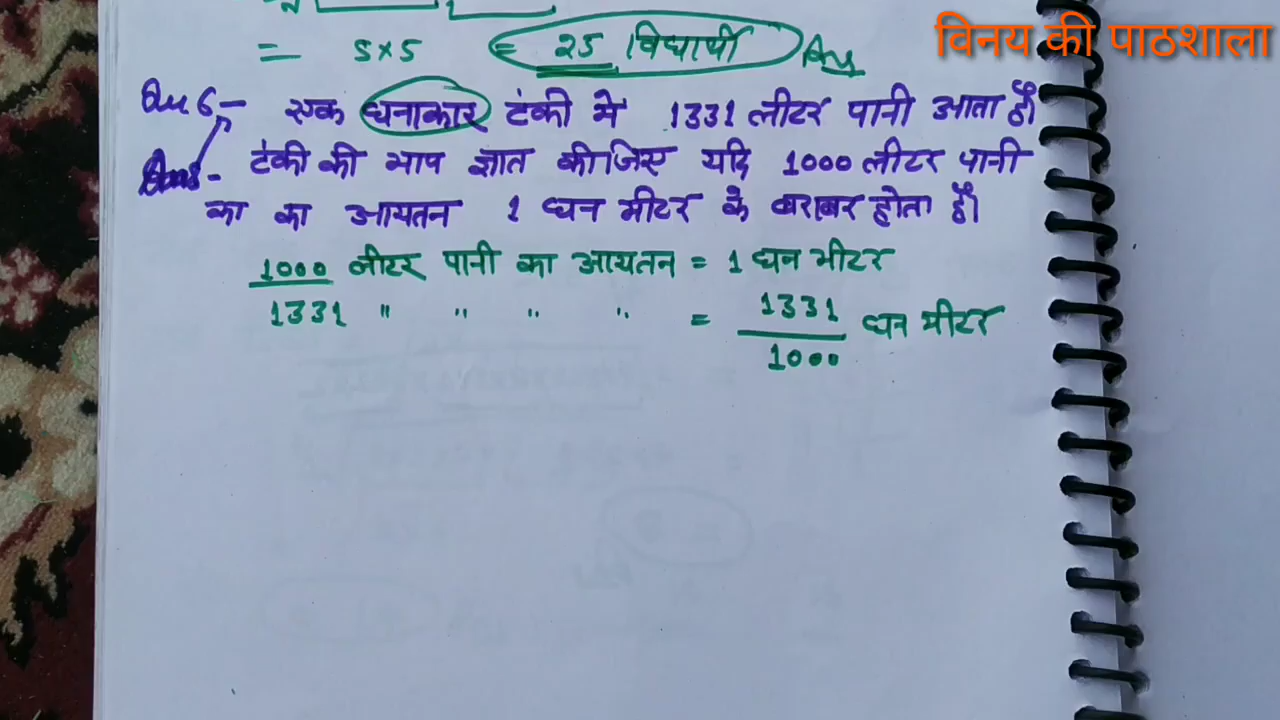 विनय की पाठशाला
= 5×5 = 25 विद्यार्थी Ans
Qu 6 - एक घनाकार टंकी मे 1331 लीटर पानी आता है।
टंकी की माप ज्ञात कीजिए यदि 1000 लीटर पानी
का का आयतन 1 घन मीटर के बराबर होता है।
1000 लीटर पानी का आयतन = 1 घन मीटर
1331 " " " " = 1331/1000 घन मीटर